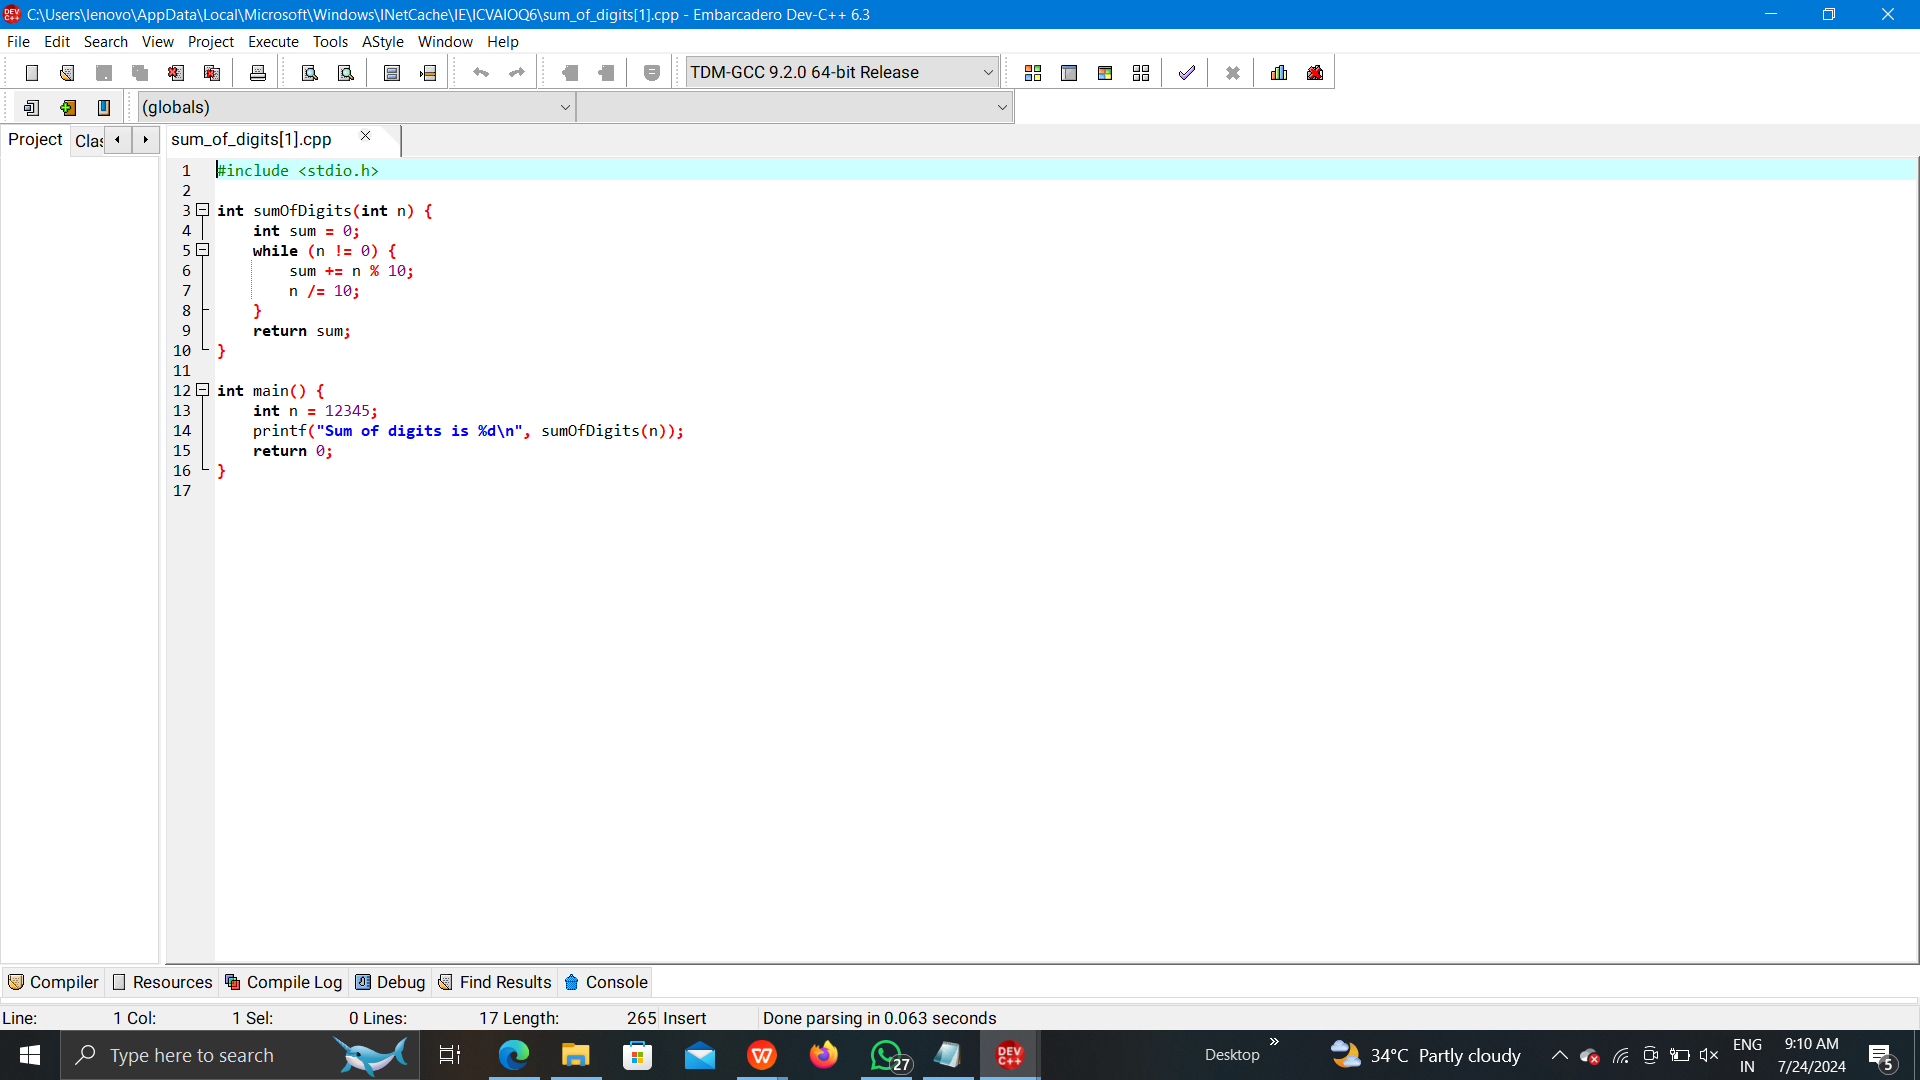 C:\Users\lenovo\AppData\Local\Microsoft\Windows\INetCache\IE\ICVAIOQ6\sum_of_digits[1].cpp - Embarcadero Dev-C++ 6.3
File Edit Search View Project Execute Tools AStyle Window Help
TDM-GCC 9.2.0 64-bit Release
(globals)
Project Clas sum_of_digits[1].cpp
1 #include <stdio.h>
2
3 int sumOfDigits(int n) {
4 int sum = 0;
5 while (n != 0) {
6 sum += n % 10;
7 n /= 10;
8 }
9 return sum;
10 }
11
12 int main() {
13 int n = 12345;
14 printf("Sum of digits is %d\n", sumOfDigits(n));
15 return 0;
16 }
17
Compiler Resources Compile Log Debug Find Results Console
Line: 1 Col: 1 Sel: 0 Lines: 17 Length: 265 Insert Done parsing in 0.063 seconds
Type here to search 27 DEV C++ Desktop 34°C Partly cloudy ENG IN 9:10 AM 7/24/2024 5